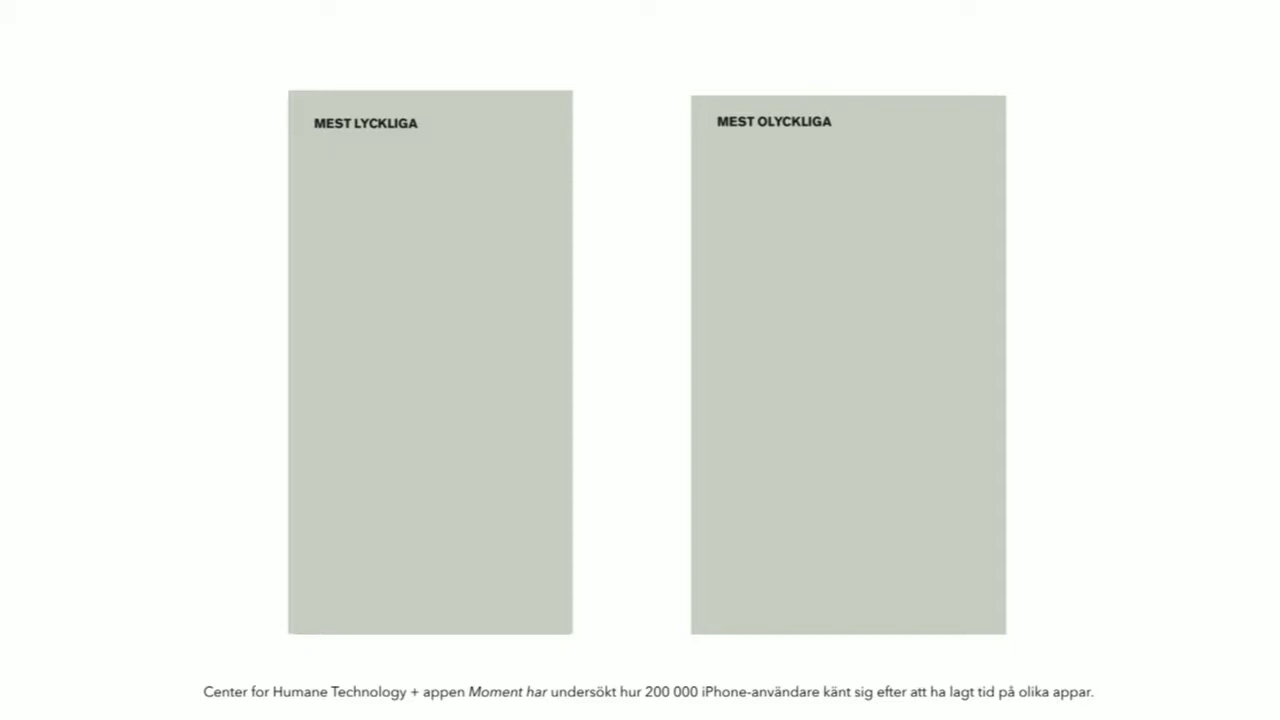 MEST LYCKLIGA
MEST OLYCKLIGA
Center for Humane Technology + appen Moment har undersökt hur 200 000 iPhone-användare känt sig efter att ha lagt tid på olika appar.